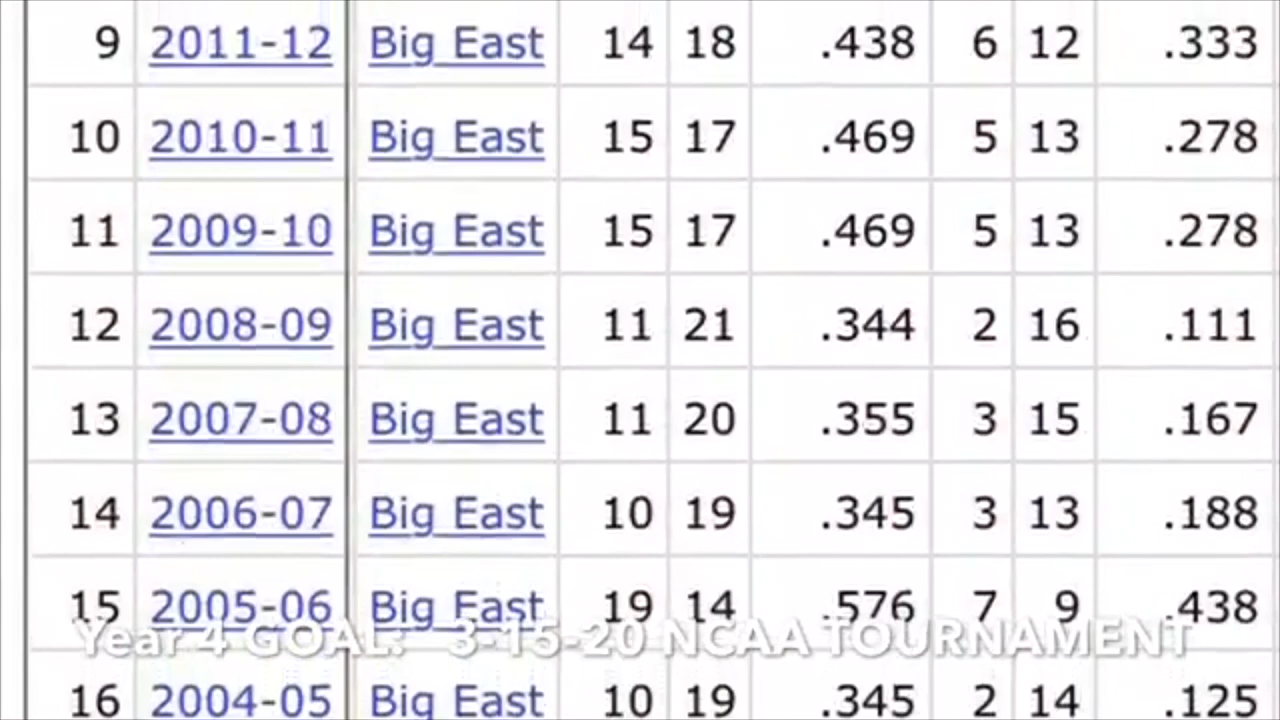 9 2011-12 Big East 14 18 .438 6 12 .333
10 2010-11 Big East 15 17 .469 5 13 .278
11 2009-10 Big East 15 17 .469 5 13 .278
12 2008-09 Big East 11 21 .344 2 16 .111
13 2007-08 Big East 11 20 .355 3 15 .167
14 2006-07 Big East 10 19 .345 3 13 .188
15 2005-06 Big East 19 14 .576 7 9 .438
Year 4 GOAL: 3-15-20 NCAA TOURNAMENT
16 2004-05 Big East 10 19 .345 2 14 .125